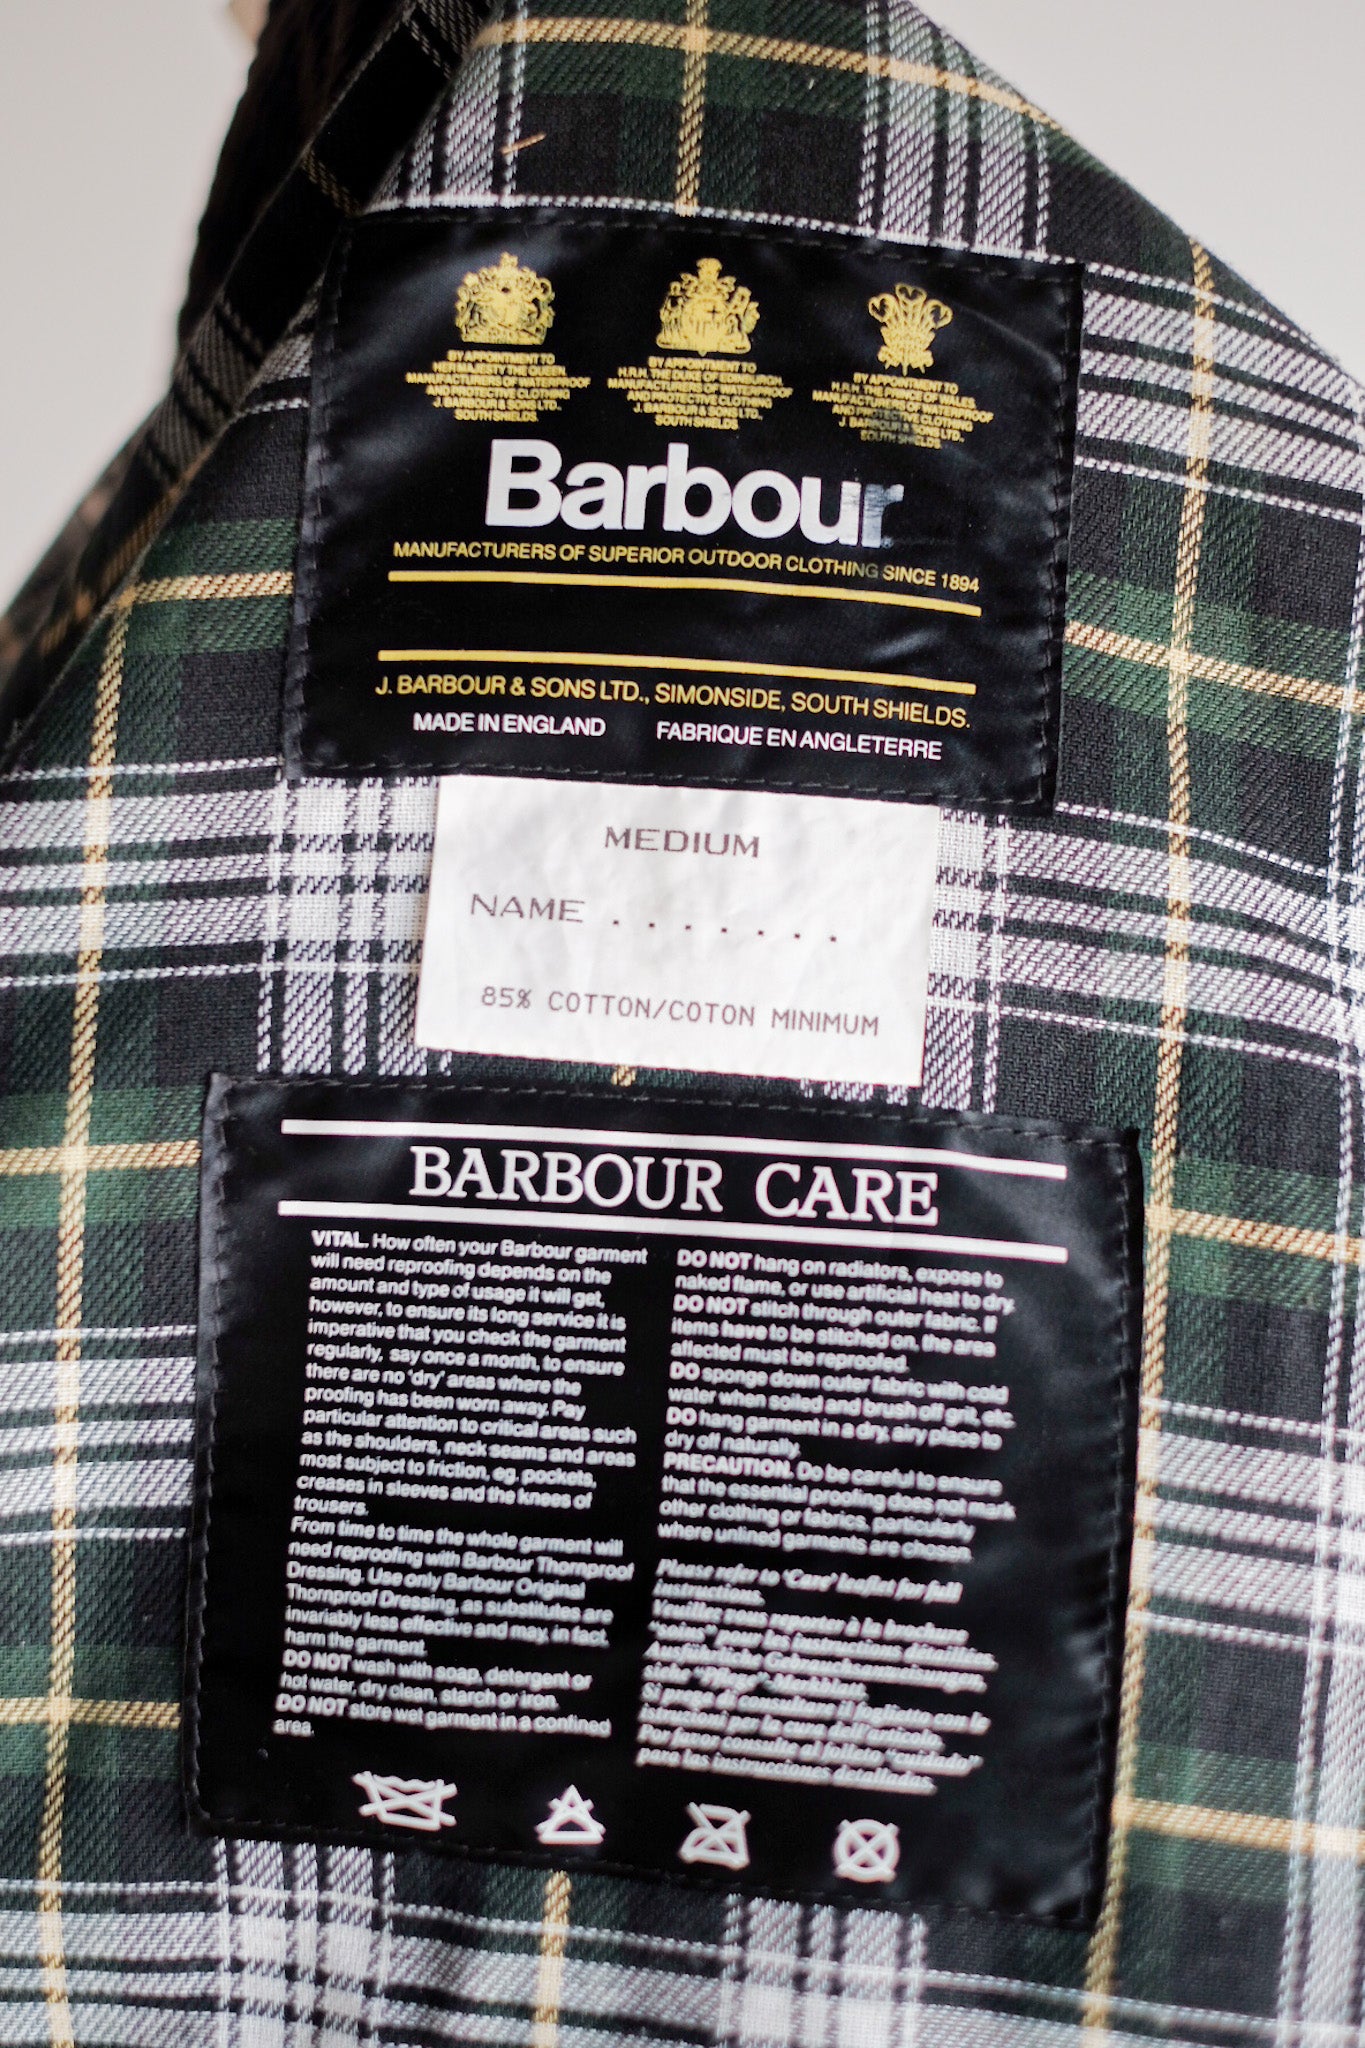 BY APPOINTMENT TO
HER MAJESTY THE QUEEN
MANUFACTURERS OF WATERPROOF
AND PROTECTIVE CLOTHING
J. BARBOUR & SONS LTD.,
SOUTH SHIELDS.
BY APPOINTMENT TO
H.R.H. THE DUKE OF EDINBURGH,
MANUFACTURERS OF WATERPROOF
AND PROTECTIVE CLOTHING
J. BARBOUR & SONS LTD.,
SOUTH SHIELDS.
BY APPOINTMENT TO
H.R.H. THE PRINCE OF WALES,
MANUFACTURERS OF WATERPROOF
AND PROTECTIVE CLOTHING
J. BARBOUR & SONS LTD.,
SOUTH SHIELDS.
Barbour
MANUFACTURERS OF SUPERIOR OUTDOOR CLOTHING SINCE 1894
J. BARBOUR & SONS LTD., SIMONSIDE, SOUTH SHIELDS.
MADE IN ENGLAND FABRIQUE EN ANGLETERRE
MEDIUM
NAME . . . . . . .
85% COTTON/COTON MINIMUM
BARBOUR CARE
VITAL. How often your Barbour garment
will need reproofing depends on the
amount and type of usage it will get,
however, to ensure its long service it is
imperative that you check the garment
regularly, say once a month, to ensure
there are no 'dry' areas where the
proofing has been worn away. Pay
particular attention to critical areas such
as the shoulders, neck seams and areas
most subject to friction, eg. pockets,
creases in sleeves and the knees of
trousers.
From time to time the whole garment will
need reproofing with Barbour Thornproof
Dressing. Use only Barbour Original
Thornproof Dressing, as substitutes are
invariably less effective and may, in fact,
harm the garment.
DO NOT wash with soap, detergent or
hot water, dry clean, starch or iron.
DO NOT store wet garment in a confined
area.
DO NOT hang on radiators, expose to
naked flame, or use artificial heat to dry.
DO NOT stitch through outer fabric. If
items have to be stitched on, the area
affected must be reproofed.
DO sponge down outer fabric with cold
water when soiled and brush off grit, etc.
DO hang garment in a dry, airy place to
dry off naturally.
PRECAUTION. Do be careful to ensure
that the essential proofing does not mark
other clothing or fabrics, particularly
where unlined garments are chosen.
Please refer to 'Care' leaflet for full
instructions.
Veuillez vous reporter à la brochure
"soins" pour les instructions détaillées.
Ausführliche Gebrauchsanweisungen,
siehe "Pflege"-Merkblatt.
Si prega di consultare il foglietto con le
istruzioni per la cura dell'articolo.
Por favor consulte el folleto "cuidado"
para las instrucciones detalladas.